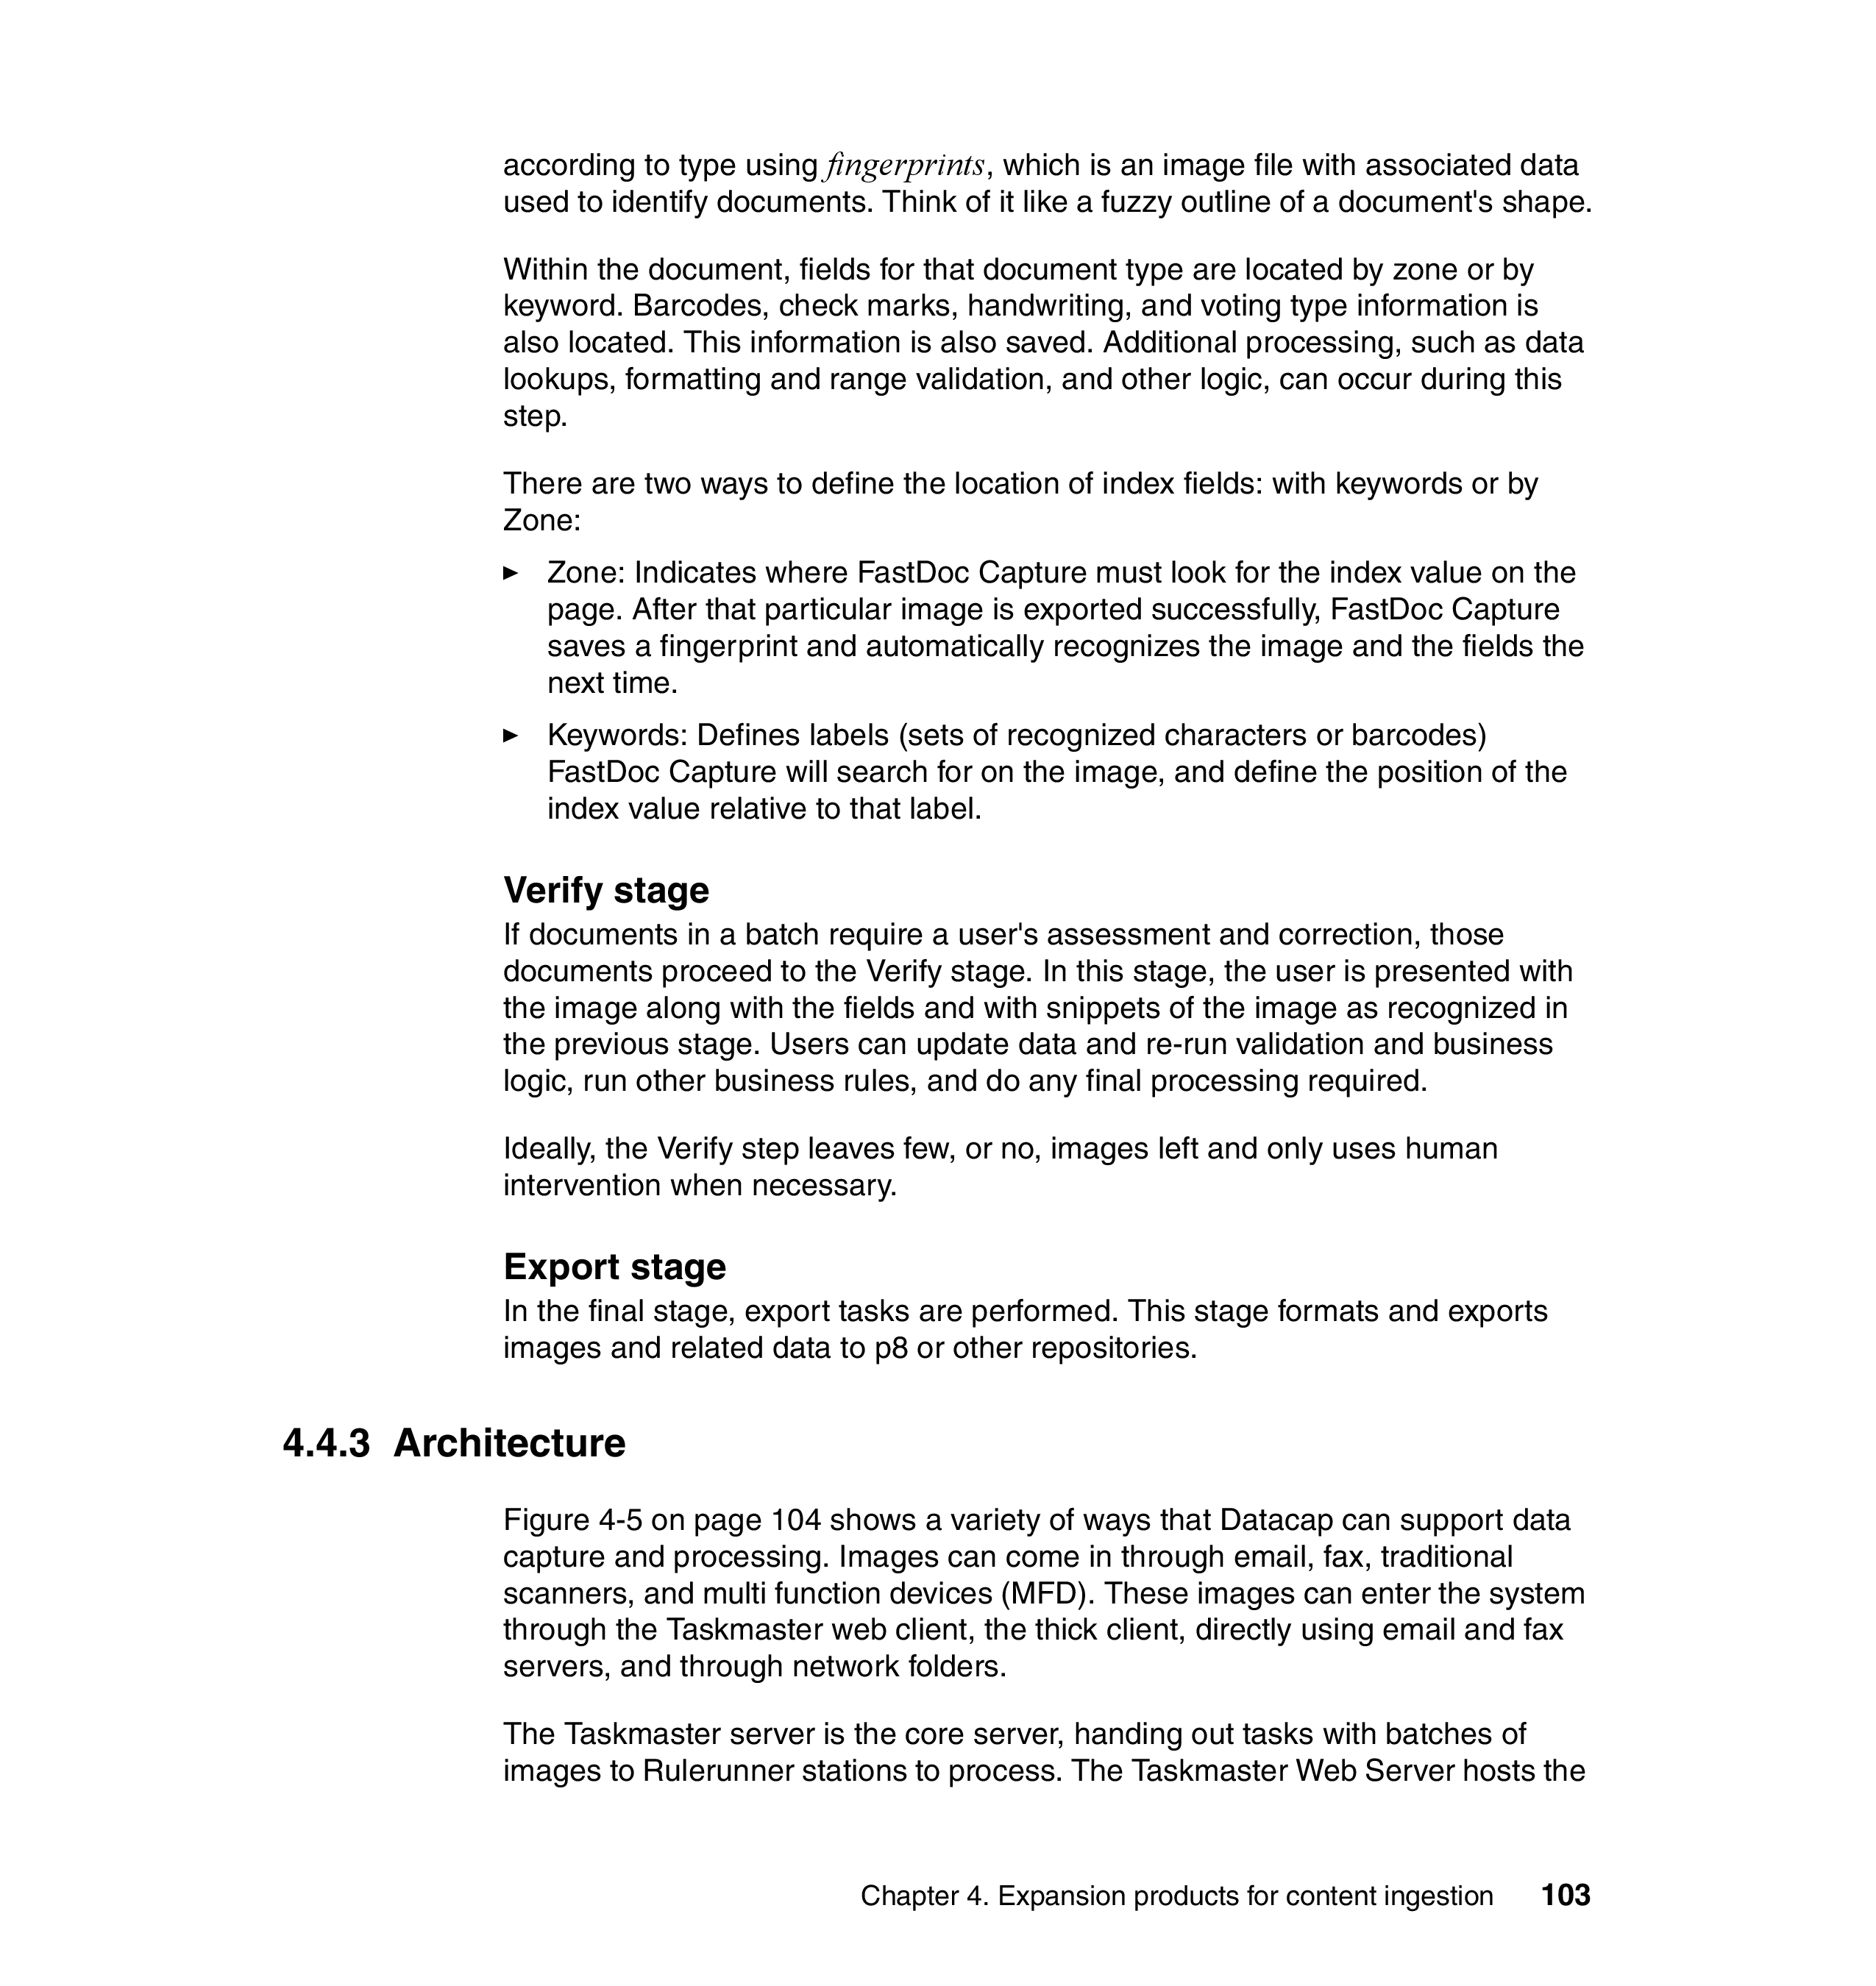 according to type using fingerprints, which is an image file with associated data
used to identify documents. Think of it like a fuzzy outline of a document's shape.
Within the document, fields for that document type are located by zone or by
keyword. Barcodes, check marks, handwriting, and voting type information is
also located. This information is also saved. Additional processing, such as data
lookups, formatting and range validation, and other logic, can occur during this
step.
There are two ways to define the location of index fields: with keywords or by
Zone:
► Zone: Indicates where FastDoc Capture must look for the index value on the
page. After that particular image is exported successfully, FastDoc Capture
saves a fingerprint and automatically recognizes the image and the fields the
next time.
► Keywords: Defines labels (sets of recognized characters or barcodes)
FastDoc Capture will search for on the image, and define the position of the
index value relative to that label.
Verify stage
If documents in a batch require a user's assessment and correction, those
documents proceed to the Verify stage. In this stage, the user is presented with
the image along with the fields and with snippets of the image as recognized in
the previous stage. Users can update data and re-run validation and business
logic, run other business rules, and do any final processing required.
Ideally, the Verify step leaves few, or no, images left and only uses human
intervention when necessary.
Export stage
In the final stage, export tasks are performed. This stage formats and exports
images and related data to p8 or other repositories.
4.4.3 Architecture
Figure 4-5 on page 104 shows a variety of ways that Datacap can support data
capture and processing. Images can come in through email, fax, traditional
scanners, and multi function devices (MFD). These images can enter the system
through the Taskmaster web client, the thick client, directly using email and fax
servers, and through network folders.
The Taskmaster server is the core server, handing out tasks with batches of
images to Rulerunner stations to process. The Taskmaster Web Server hosts the
Chapter 4. Expansion products for content ingestion 103